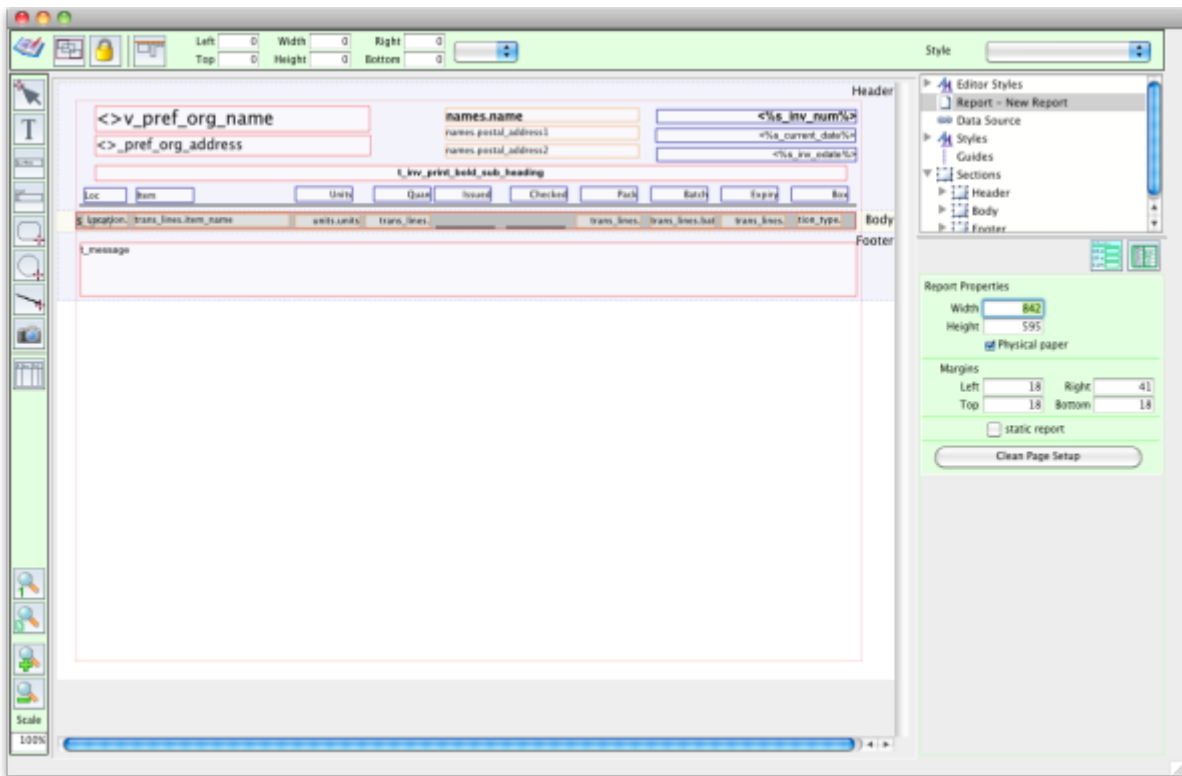 Left 0 Width 0 Right 0
Top 0 Height 0 Bottom 0
Style
Header
<>v_pref_org_name
<>_pref_org_address
names.name
names.postal_address1
names.postal_address2
<%s_inv_num%>
<%s_current_date%>
<%s_inv_edate%>
t_inv_print_bold_sub_heading
Loc Item Units Quan Issued Checked Pack Batch Expiry Box
trans_lines.item_name units.units trans_lines. trans_lines. trans_lines.bat trans_lines. tion_type. Body
Footer
t_message
T
1
Scale
100%
Editor Styles
Report - New Report
Data Source
Styles
Guides
Sections
Header
Body
Footer
Report Properties
Width 842
Height 595
Physical paper
Margins
Left 18 Right 41
Top 18 Bottom 18
static report
Clean Page Setup